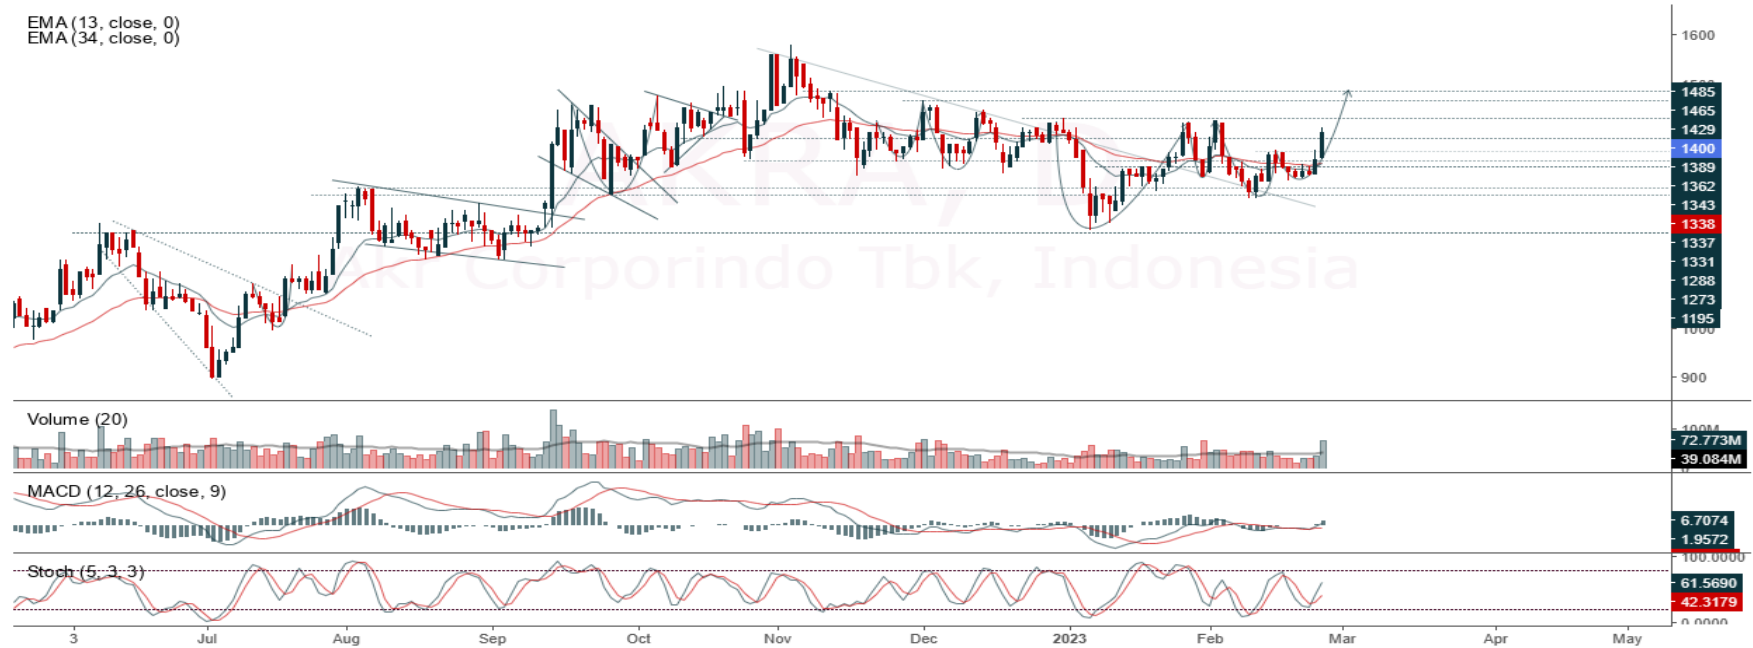 EMA (13, close, 0)
EMA (34, close, 0)
AKRA, D
AKR Corporindo Tbk, Indonesia
1600
1485
1465
1429
1400
1389
1362
1343
1338
1337
1331
1288
1273
1195
1000
900
Volume (20)
100M
72.773M
39.084M
MACD (12, 26, close, 9)
6.7074
1.9572
Stoch (5, 3, 3)
100.0000
61.5690
42.3179
0.0000
3 Jul Aug Sep Oct Nov Dec 2023 Feb Mar Apr May